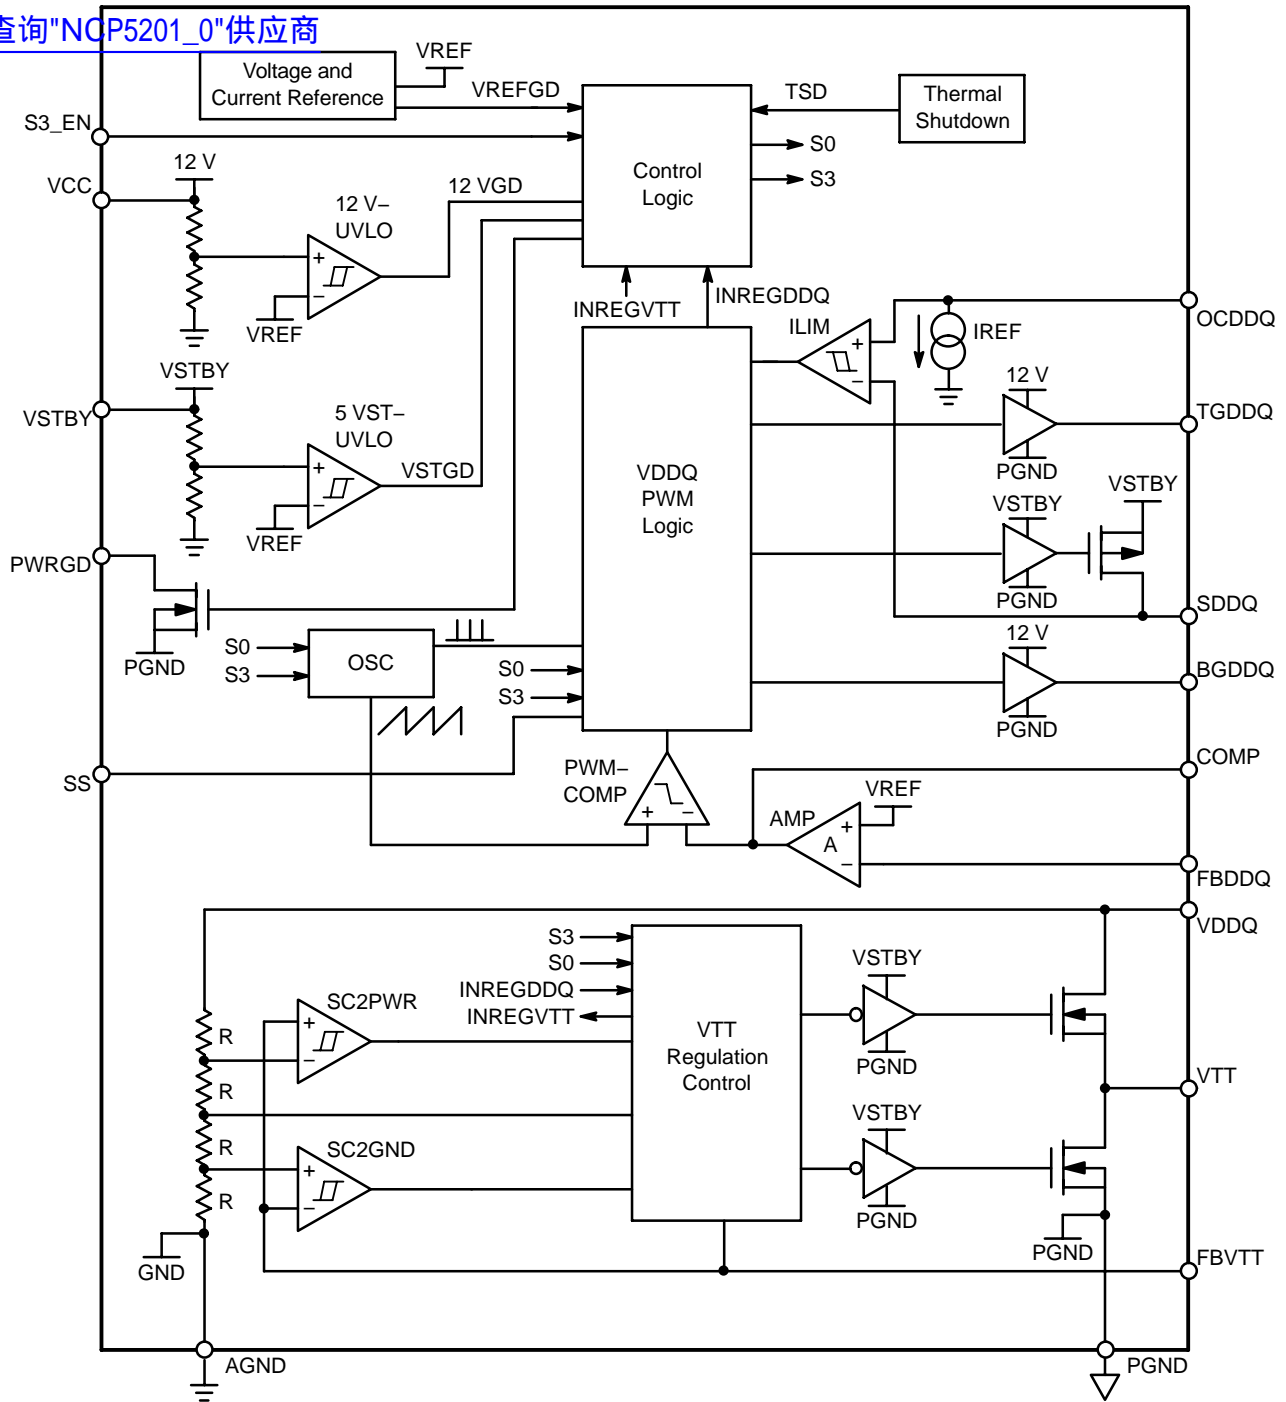 查询"NCP5201_0"供应商
Voltage and
Current Reference
VREF
VREFGD
TSD
Thermal
Shutdown
S3_EN
Control
Logic
S0
S3
12 V
VCC
12 VGD
12 V–
UVLO
+
−
VREF
INREGVTT
INREGDDQ
ILIM
+
−
IREF
OCDDQ
VSTBY
VSTBY
5 VST–
UVLO
+
−
VSTGD
VREF
VDDQ
PWM
Logic
12 V
TGDDQ
PGND
VSTBY
VSTBY
PGND
SDDQ
PWRGD
PGND
S0
S3
OSC
S0
S3
12 V
BGDDQ
PGND
SS
PWM–
COMP
+
−
COMP
VREF
AMP
A
+
−
FBDDQ
VDDQ
S3
S0
INREGDDQ
INREGVTT
VTT
Regulation
Control
SC2PWR
+
−
R
R
R
R
SC2GND
+
−
VSTBY
PGND
VTT
VSTBY
PGND
PGND
GND
FBVTT
AGND
PGND